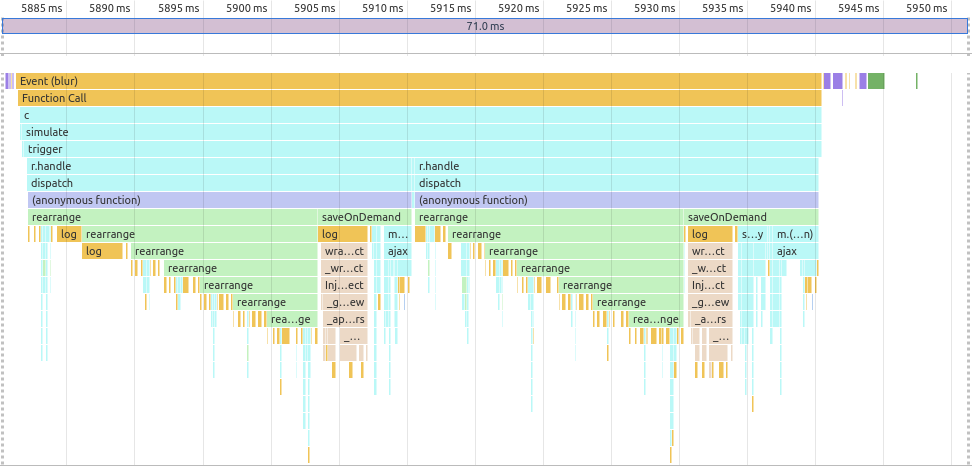 5885 ms 5890 ms 5895 ms 5900 ms 5905 ms 5910 ms 5915 ms 5920 ms 5925 ms 5930 ms 5935 ms 5940 ms 5945 ms 5950 ms
71.0 ms
Event (blur)
Function Call
c
simulate
trigger
r.handle r.handle
dispatch dispatch
(anonymous function) (anonymous function)
rearrange saveOnDemand rearrange saveOnDemand
log rearrange log m… rearrange log s…y m.(…n)
log rearrange wra…ct ajax rearrange wr…ct ajax
rearrange _wr…ct rearrange _w…ct
rearrange Inj…ect rearrange Inj…ct
rearrange _g…ew rearrange _g…ew
rea…ge _ap…rs rea…nge _a…rs
_… _…